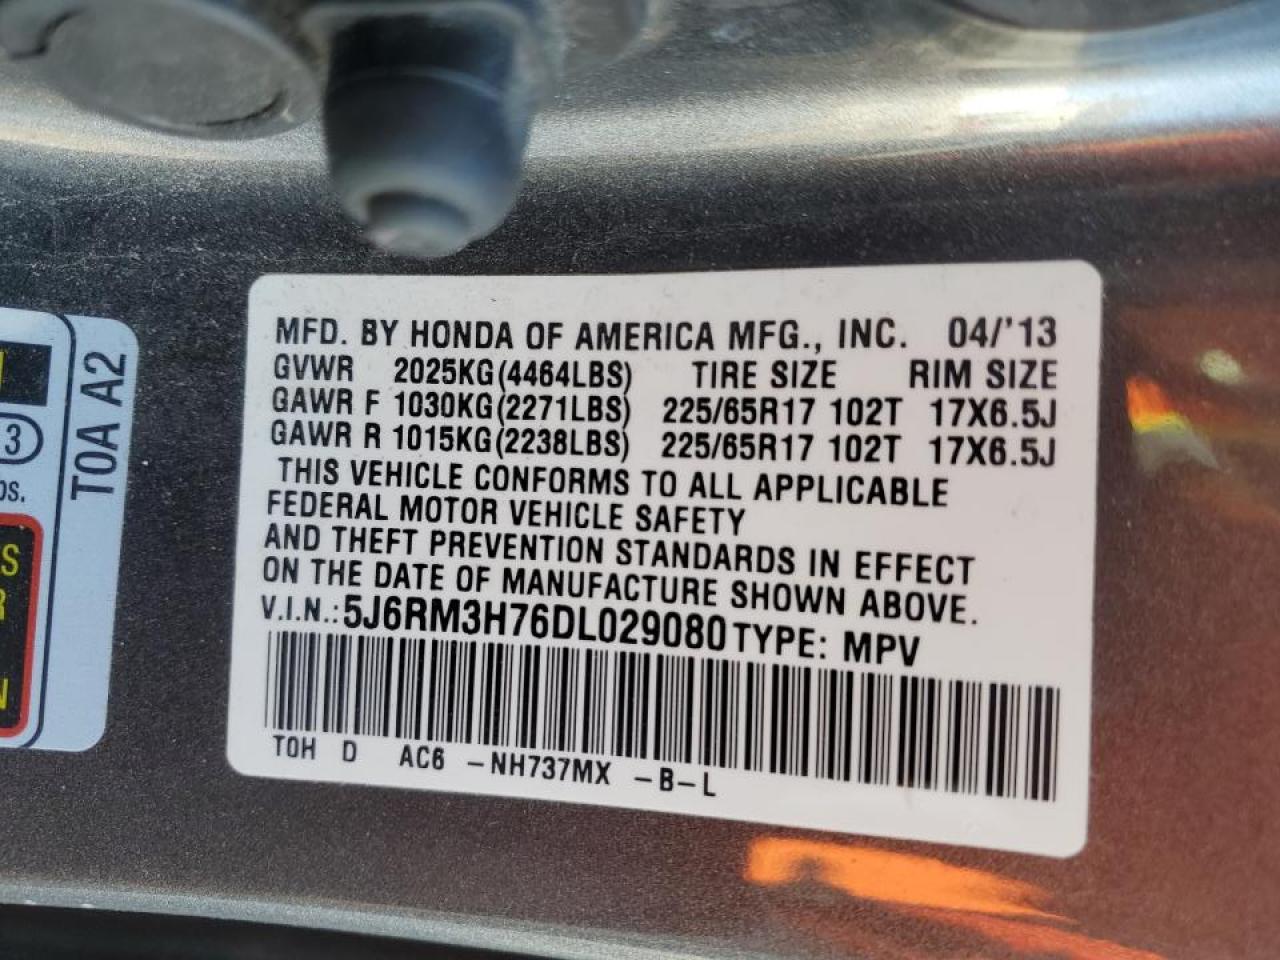 MFD. BY HONDA OF AMERICA MFG., INC. 04/'13
GVWR 2025KG(4464LBS) TIRE SIZE RIM SIZE
GAWR F 1030KG(2271LBS) 225/65R17 102T 17X6.5J
GAWR R 1015KG(2238LBS) 225/65R17 102T 17X6.5J
THIS VEHICLE CONFORMS TO ALL APPLICABLE
FEDERAL MOTOR VEHICLE SAFETY
AND THEFT PREVENTION STANDARDS IN EFFECT
ON THE DATE OF MANUFACTURE SHOWN ABOVE.
V.I.N.:5J6RM3H76DL029080 TYPE: MPV
TOH D AC6 -NH737MX -B-L
T0A A2
3